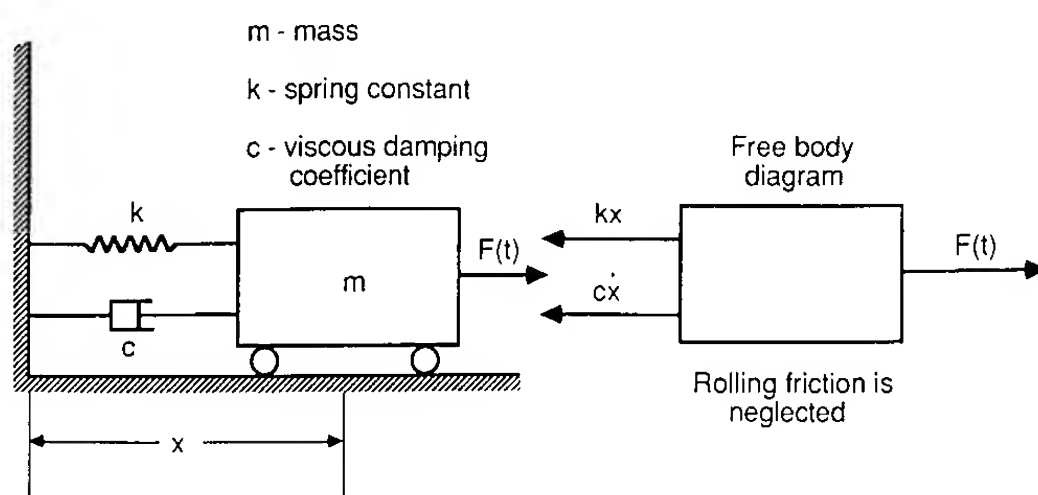 m - mass
k - spring constant
c - viscous damping
coefficient
Free body
diagram
k
kx
F(t)
F(t)
m
cẋ
c
Rolling friction is
neglected
x